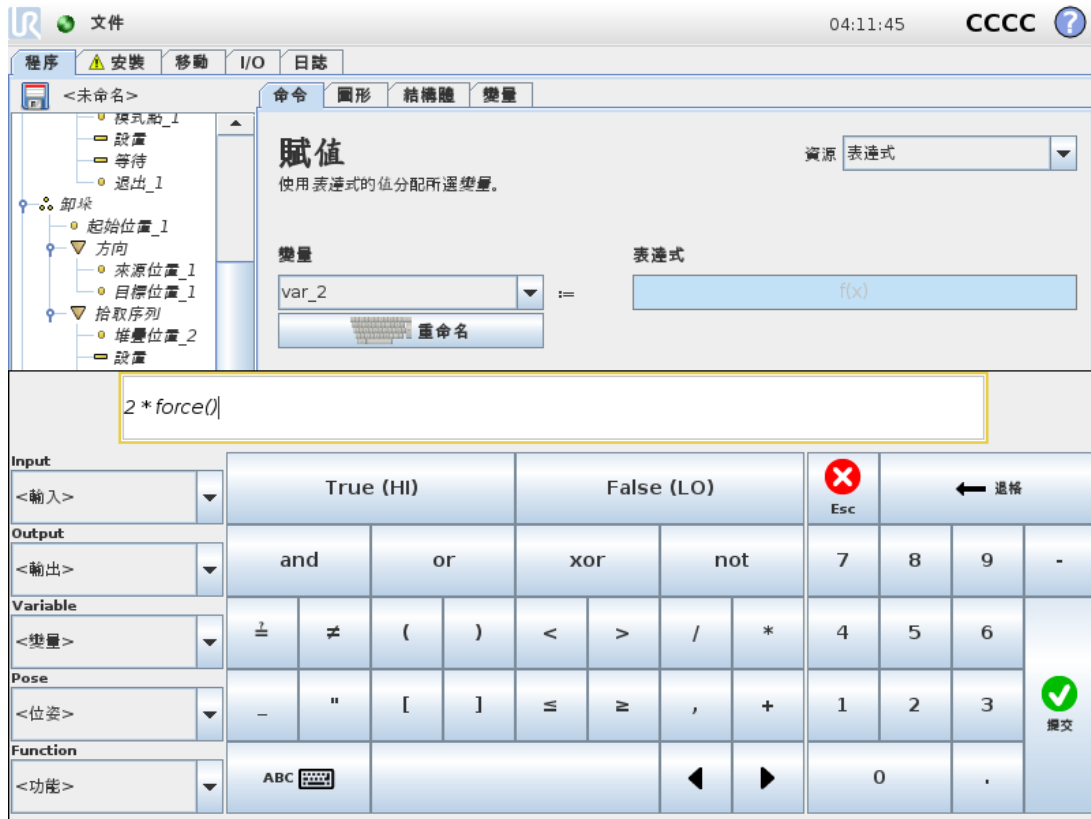 UR 文件 04:11:45 CCCC ?
程序 安裝 移動 I/O 日誌
<未命名> 命令 圖形 結構體 變量
模式點_1
設置
等待
退出_1
卸垛
起始位置_1
方向
來源位置_1
目標位置_1
拾取序列
堆疊位置_2
設置
賦值
資源 表達式
使用表達式的值分配所選變量。
變量 表達式
var_2 := f(x)
重命名
2 * force()
Input
<輸入>
Output
<輸出>
Variable
<變量>
Pose
<位姿>
Function
<功能>
True (HI) False (LO) Esc 退格
and or xor not 7 8 9 -
≟ ≠ ( ) < > / * 4 5 6
_ " [ ] ≤ ≥ , + 1 2 3 提交
ABC 0 .